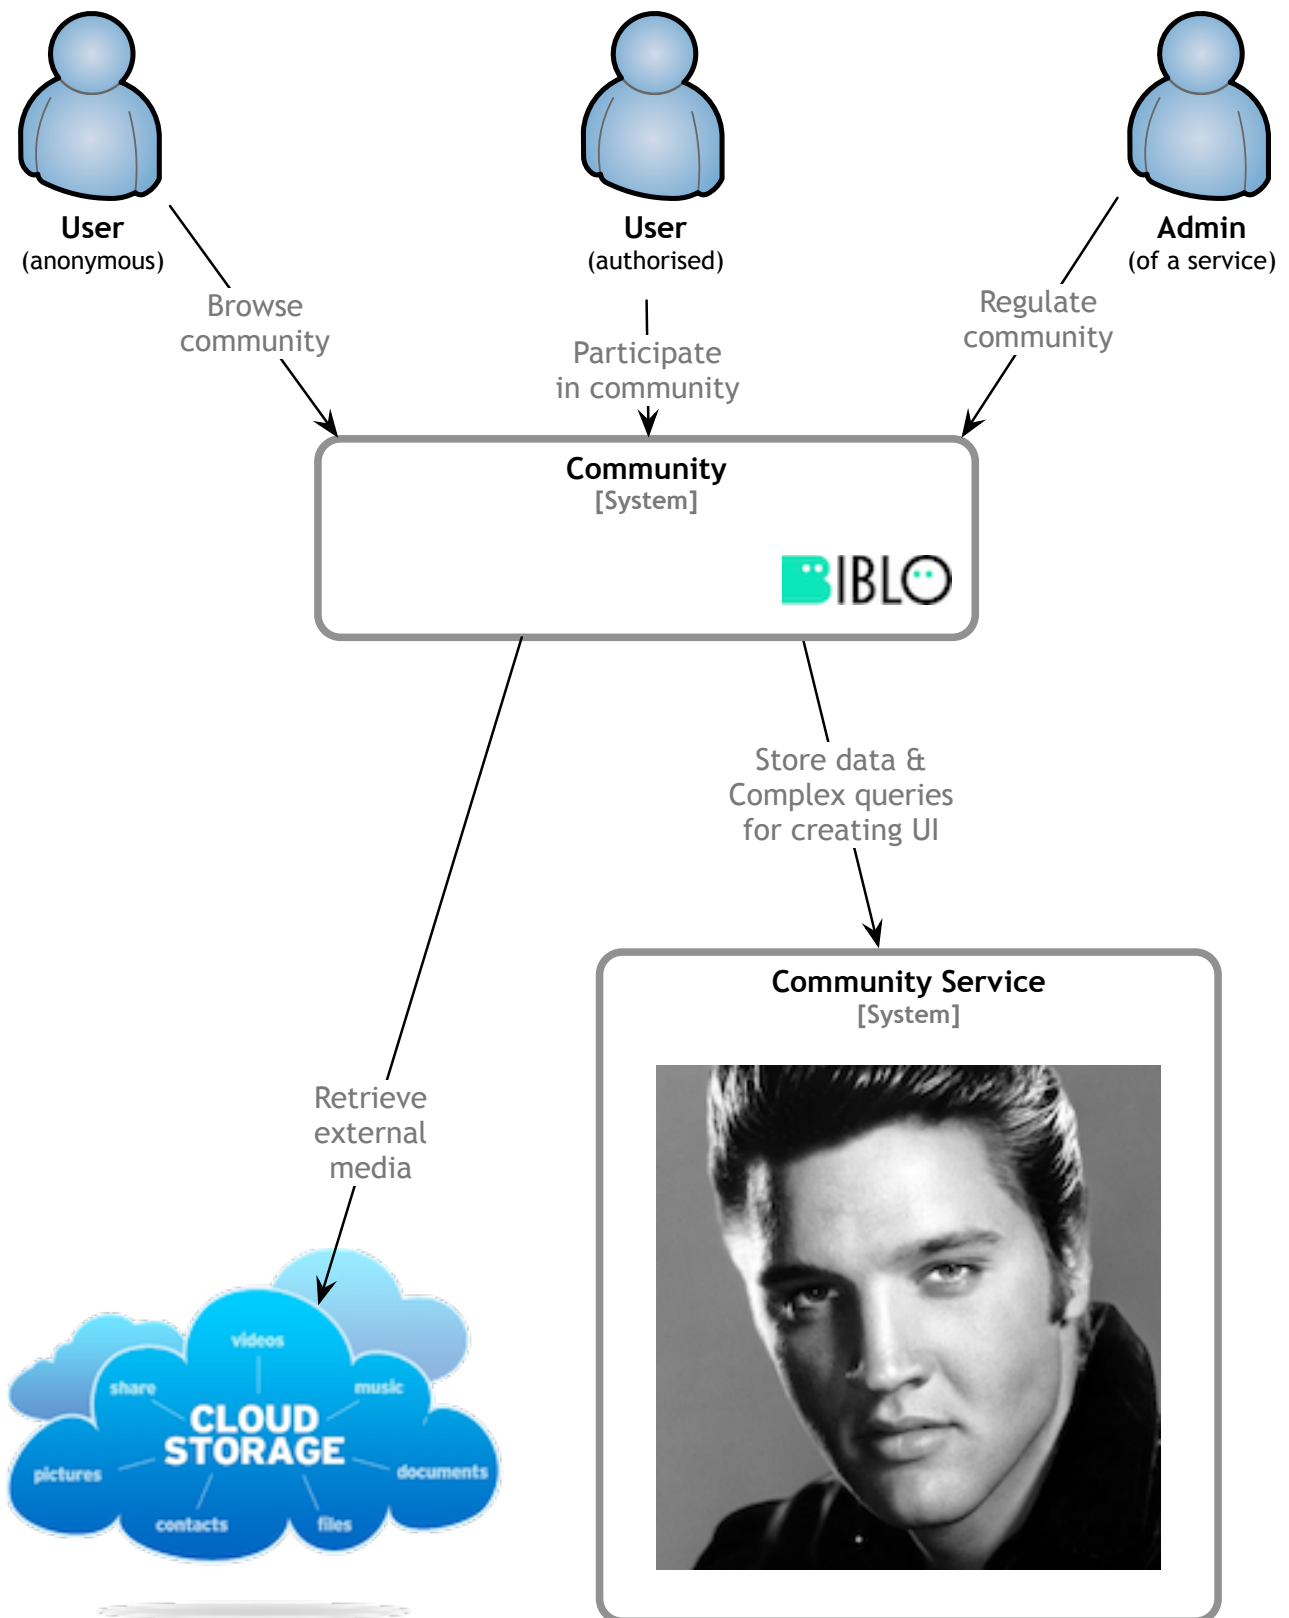 User
(anonymous)
User
(authorised)
Admin
(of a service)
Browse
community
Participate
in community
Regulate
community
Community
[System]
BIBLO
Store data &
Complex queries
for creating UI
Community Service
[System]
Retrieve
external
media
videos
share
music
CLOUD
STORAGE
pictures
documents
contacts
files